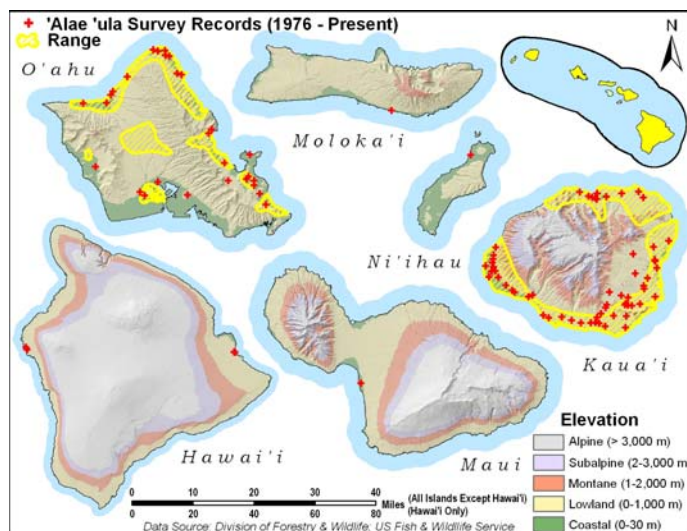 'Alae 'ula Survey Records (1976 - Present)
Range
N
O'ahu
Moloka'i
Ni'ihau
Kaua'i
Hawai'i
Maui
Elevation
Alpine (> 3,000 m)
Subalpine (2-3,000 m)
Montane (1-2,000 m)
Lowland (0-1,000 m)
Coastal (0-30 m)
0 5 10 20 30 40
Miles (All Islands Except Hawai'i)
(Hawai'i Only)
0 10 20 40 60 80
Data Source: Division of Forestry & Wildlife; US Fish & Wildlife Service